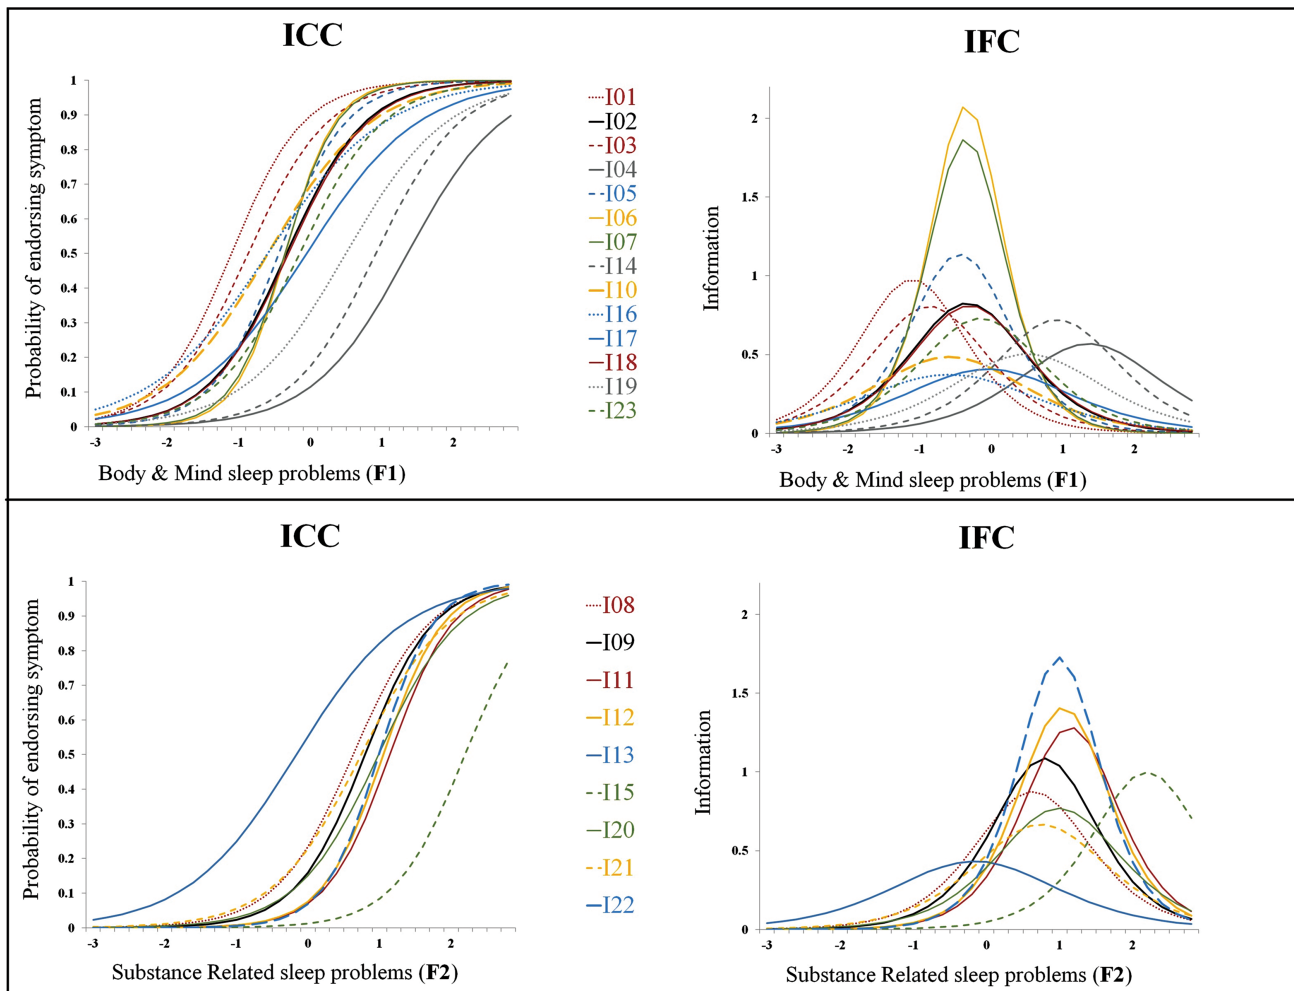 ICC
IFC
Probability of endorsing symptom
1
0.9
0.8
0.7
0.6
0.5
0.4
0.3
0.2
0.1
0
-3 -2 -1 0 1 2
Body & Mind sleep problems (F1)
I01
I02
I03
I04
I05
I06
I07
I14
I10
I16
I17
I18
I19
I23
Information
2
1.5
1
0.5
0
-3 -2 -1 0 1 2
Body & Mind sleep problems (F1)
ICC
IFC
Probability of endorsing symptom
1
0.9
0.8
0.7
0.6
0.5
0.4
0.3
0.2
0.1
0
-3 -2 -1 0 1 2
Substance Related sleep problems (F2)
I08
I09
I11
I12
I13
I15
I20
I21
I22
Information
2
1.5
1
0.5
0
-3 -2 -1 0 1 2
Substance Related sleep problems (F2)